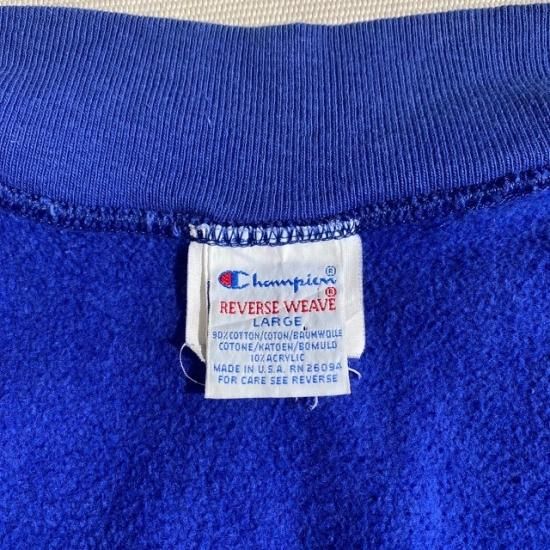 Champion®
REVERSE WEAVE®
LARGE
90% COTTON/COTON/BAUMWOLLE
COTONE/KATOEN/BOMULD
10% ACRYLIC
MADE IN U.S.A. RN 26094
FOR CARE SEE REVERSE